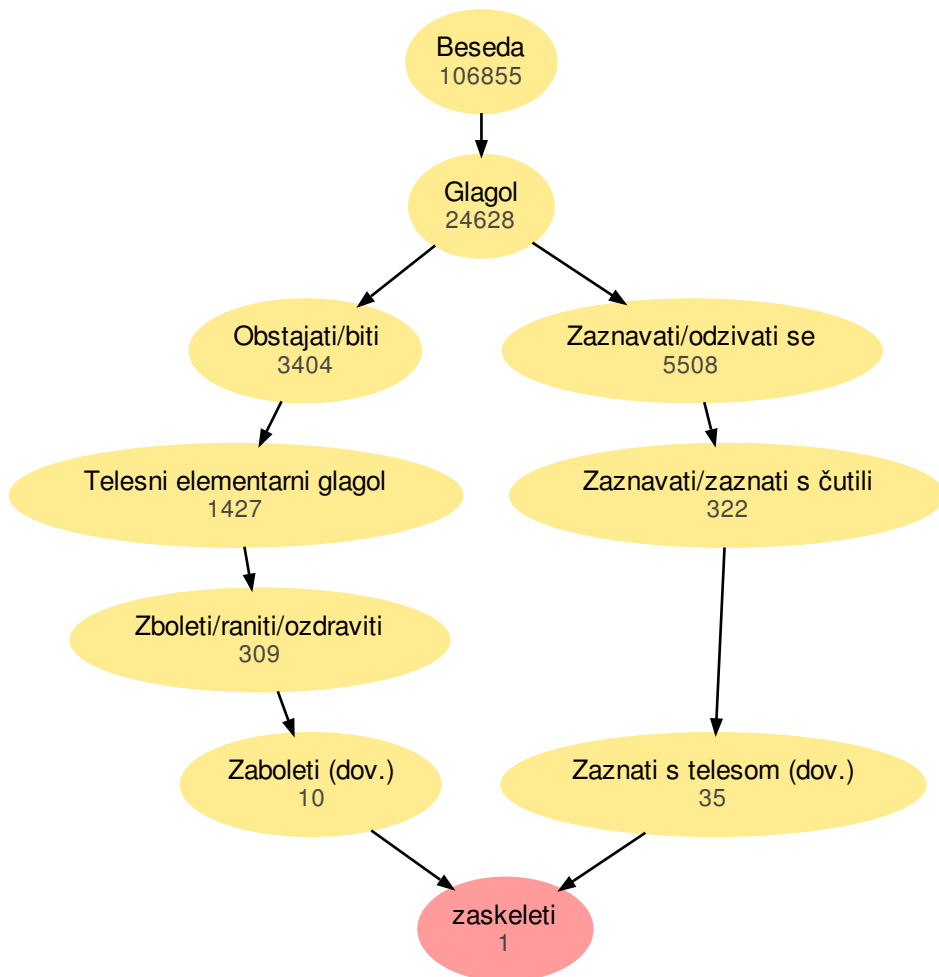 Beseda
106855
Glagol
24628
Obstajati/biti
3404
Zaznavati/odzivati se
5508
Telesni elementarni glagol
1427
Zaznavati/zaznati s čutili
322
Zboleti/raniti/ozdraviti
309
Zaboleti (dov.)
10
Zaznati s telesom (dov.)
35
zaskeleti
1